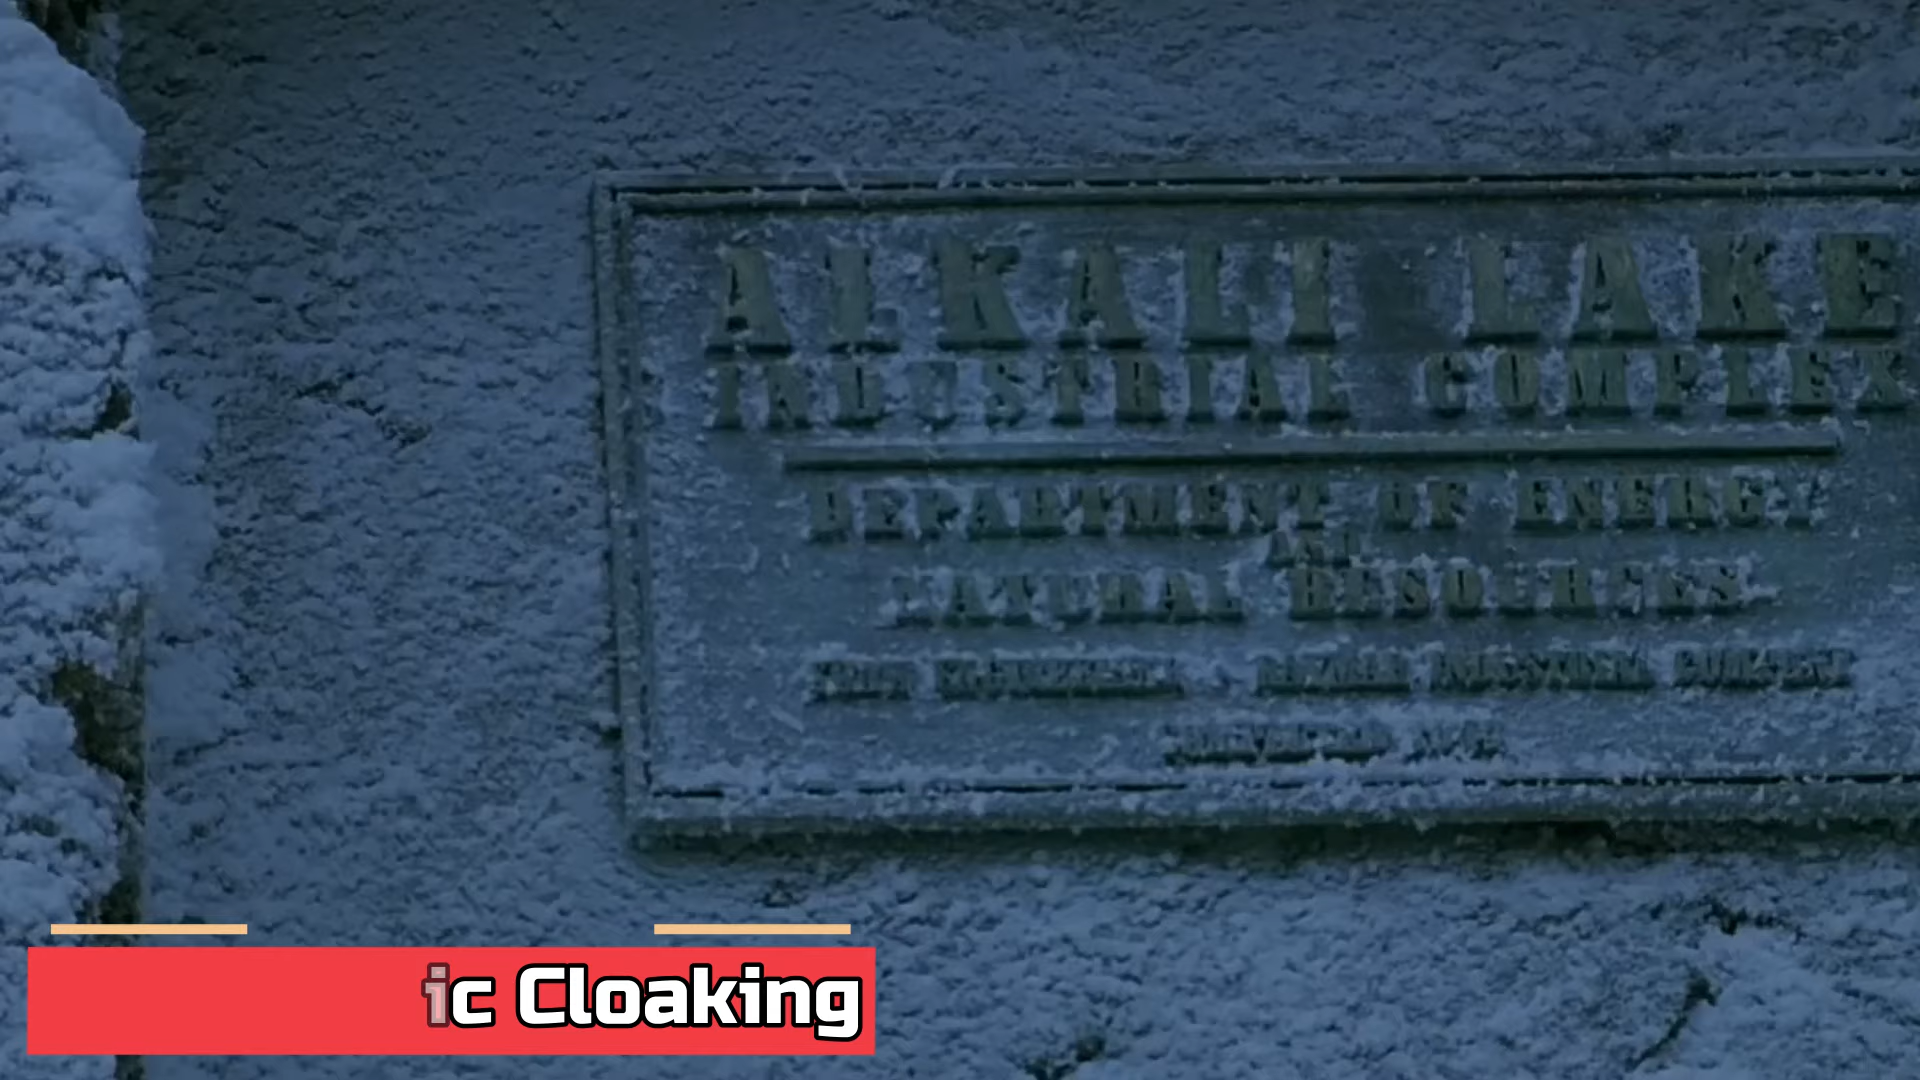 ALKALI LAKE
INDUSTRIAL COMPLEX
DEPARTMENT OF ENERGY
AND
NATURAL RESOURCES
ic Cloaking